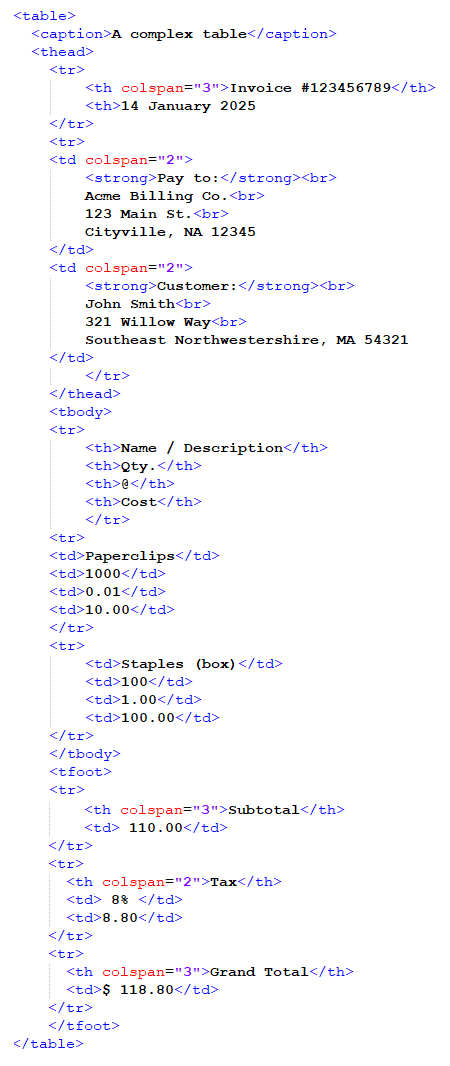 <table>
<caption>A complex table</caption>
<thead>
<tr>
<th colspan="3">Invoice #123456789</th>
<th>14 January 2025
</tr>
<tr>
<td colspan="2">
<strong>Pay to:</strong><br>
Acme Billing Co.<br>
123 Main St.<br>
Cityville, NA 12345
</td>
<td colspan="2">
<strong>Customer:</strong><br>
John Smith<br>
321 Willow Way<br>
Southeast Northwestershire, MA 54321
</td>
</tr>
</thead>
<tbody>
<tr>
<th>Name / Description</th>
<th>Qty.</th>
<th>@</th>
<th>Cost</th>
</tr>
<tr>
<td>Paperclips</td>
<td>1000</td>
<td>0.01</td>
<td>10.00</td>
</tr>
<tr>
<td>Staples (box)</td>
<td>100</td>
<td>1.00</td>
<td>100.00</td>
</tr>
</tbody>
<tfoot>
<tr>
<th colspan="3">Subtotal</th>
<td> 110.00</td>
</tr>
<tr>
<th colspan="2">Tax</th>
<td> 8% </td>
<td>8.80</td>
</tr>
<tr>
<th colspan="3">Grand Total</th>
<td>$ 118.80</td>
</tr>
</tfoot>
</table>